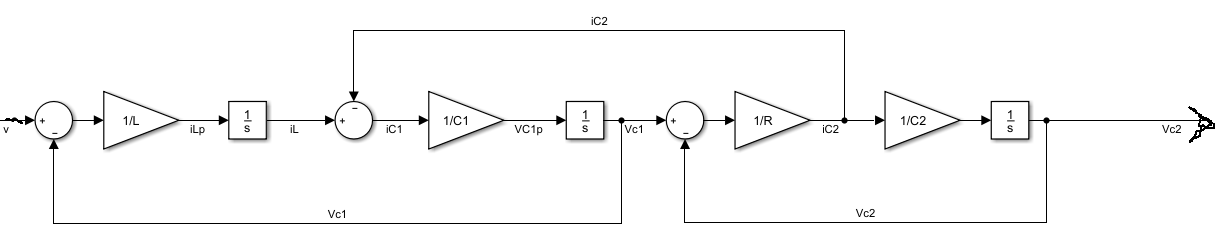 iC2
v
+
−
1/L
iLp
1
s
iL
−
+
iC1
1/C1
VC1p
1
s
Vc1
+
−
1/R
iC2
1/C2
1
s
Vc2
Vc1
Vc2